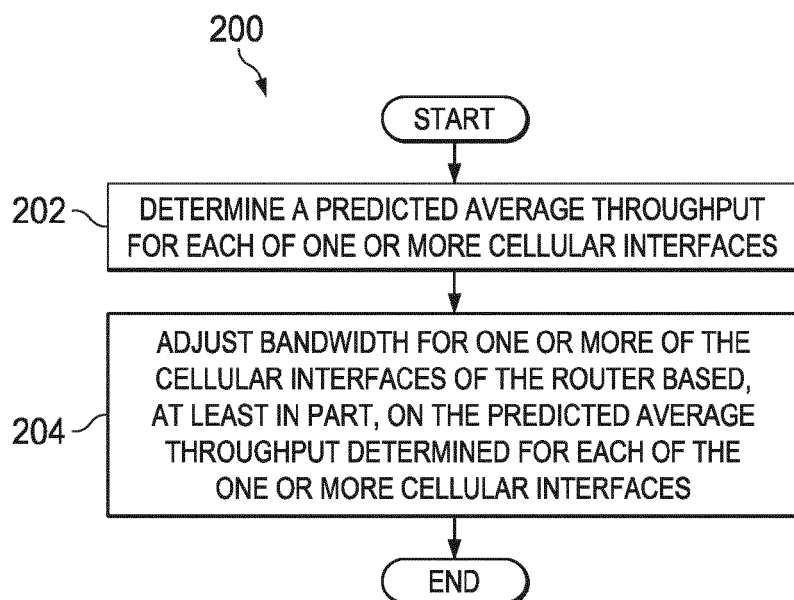 200
START
202
DETERMINE A PREDICTED AVERAGE THROUGHPUT
FOR EACH OF ONE OR MORE CELLULAR INTERFACES
204
ADJUST BANDWIDTH FOR ONE OR MORE OF THE
CELLULAR INTERFACES OF THE ROUTER BASED,
AT LEAST IN PART, ON THE PREDICTED AVERAGE
THROUGHPUT DETERMINED FOR EACH OF THE
ONE OR MORE CELLULAR INTERFACES
END